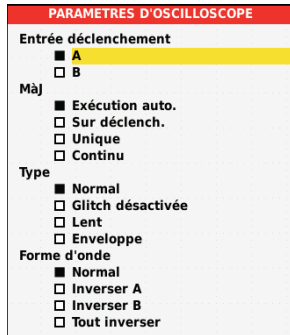 PARAMETRES D'OSCILLOSCOPE
Entrée déclenchement
A
B
MàJ
Exécution auto.
Sur déclench.
Unique
Continu
Type
Normal
Glitch désactivée
Lent
Enveloppe
Forme d'onde
Normal
Inverser A
Inverser B
Tout inverser